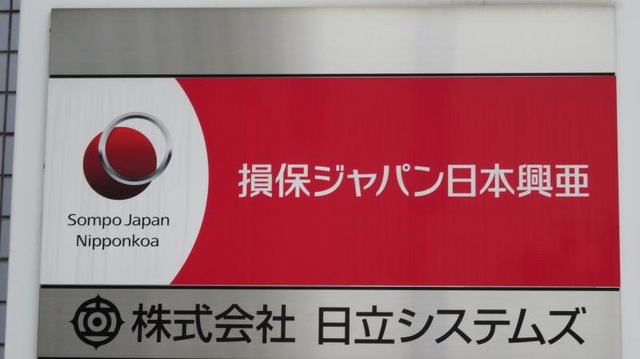 Sompo Japan
Nipponkoa
損保ジャパン日本興亜
株式会社 日立システムズ